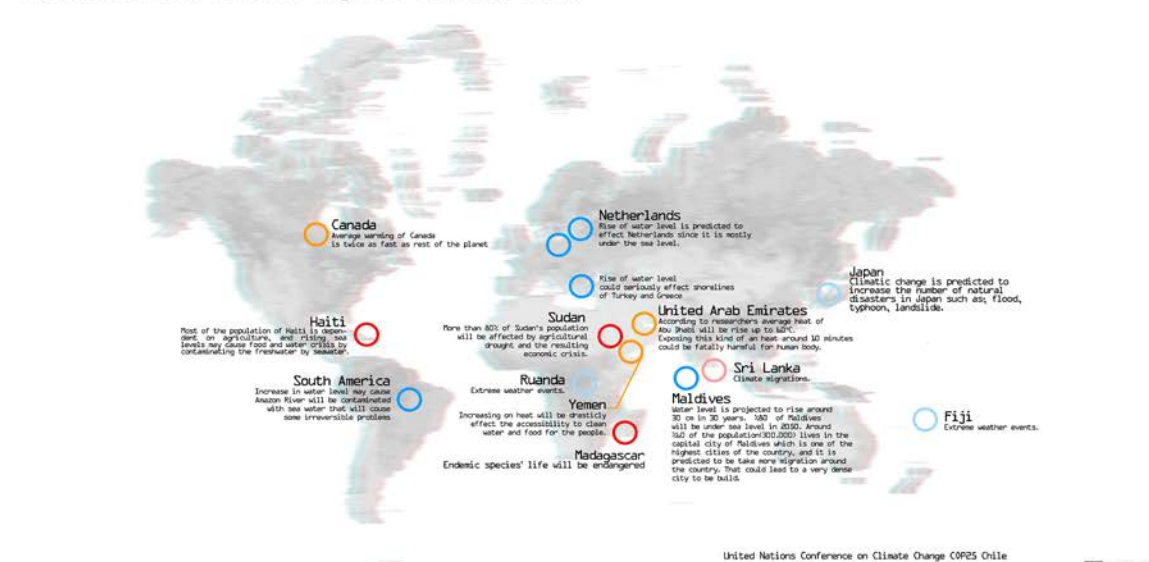 Canada
Average warming of Canada
is twice as fast as rest of the planet
Netherlands
Rise of water level is predicted to
effect Netherlands since it is mostly
under the sea level.
Rise of water level
could seriously effect shorelines
of Turkey and Greece
Japan
Climatic change is predicted to
increase the number of natural
disasters in Japan such as; flood,
typhoon, landslide.
Haiti
Most of the population of Haiti is depen-
dent on agriculture, and rising sea
levels may cause food and water crisis by
contaminating the freshwater by seawater.
Sudan
More than 80% of Sudan's population
will be affected by agricultural
drought and the resulting
economic crisis.
United Arab Emirates
According to researchers average heat of
Abu Dhabi will be rise up to 60°C.
Exposing this kind of an heat around 10 minutes
could be fatally harmful for human body.
South America
Increase in water level may cause
Amazon River will be contaminated
with sea water that will cause
some irreversible problems
Ruanda
Extreme weather events.
Sri Lanka
Climate migrations.
Yemen
Increasing on heat will be drasticly
effect the accessibility to clean
water and food for the people.
Maldives
Water level is projected to rise around
30 cm in 30 years. %80 of Maldives
will be under sea level in 2050. Around
%40 of the population(300.000) lives in the
capital city of Maldives which is one of the
highest cities of the country, and it is
predicted to be take more migration around
the country. That could lead to a very dense
city to be build.
Fiji
Extreme weather events.
Madagascar
Endemic species' life will be endangered
United Nations Conference on Climate Change COP25 Chile